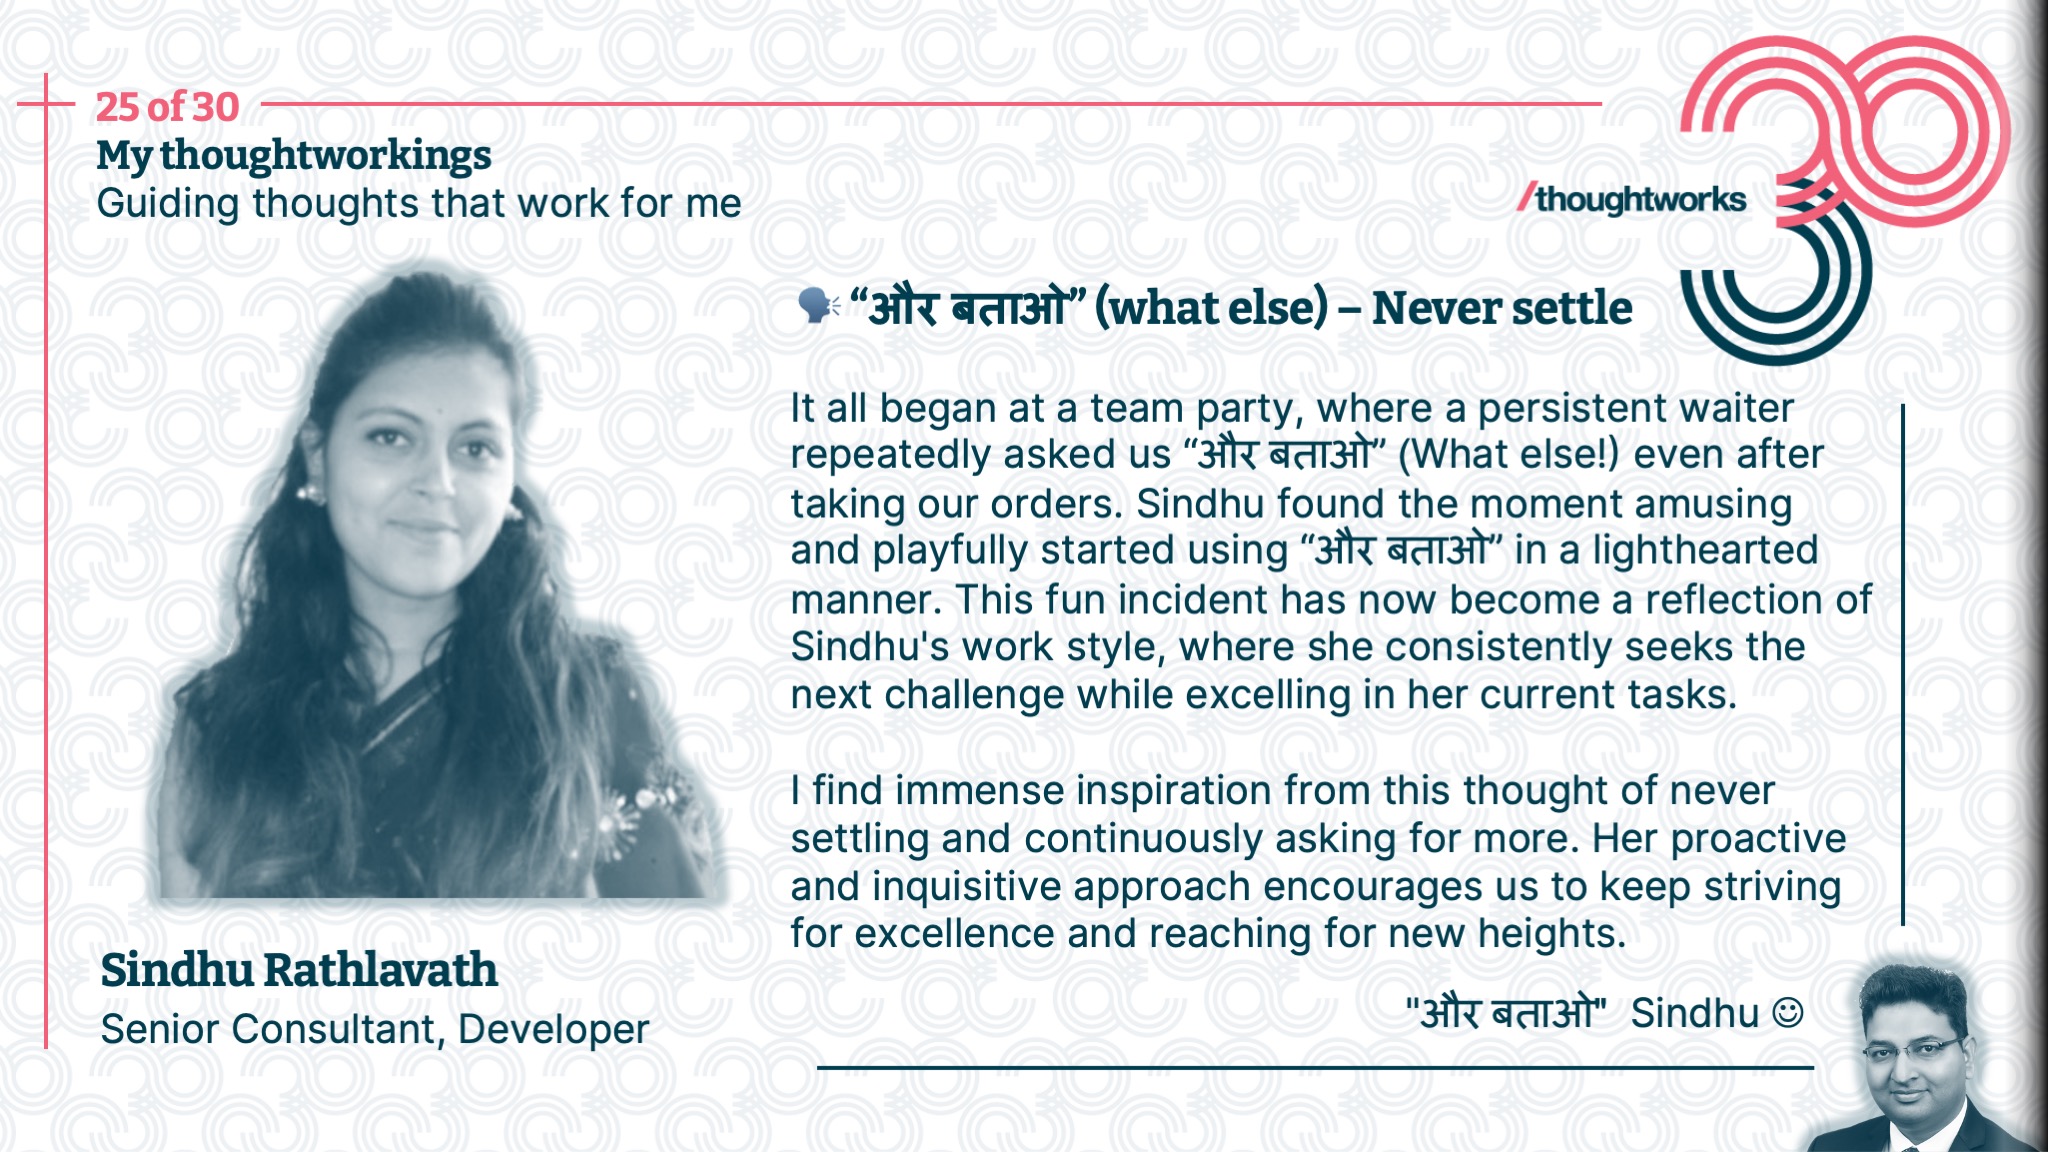 25 of 30
My thoughtworkings
Guiding thoughts that work for me
/thoughtworks
30
3
🗣 “और बताओ” (what else) – Never settle
It all began at a team party, where a persistent waiter
repeatedly asked us “और बताओ” (What else!) even after
taking our orders. Sindhu found the moment amusing
and playfully started using “और बताओ” in a lighthearted
manner. This fun incident has now become a reflection of
Sindhu's work style, where she consistently seeks the
next challenge while excelling in her current tasks.
I find immense inspiration from this thought of never
settling and continuously asking for more. Her proactive
and inquisitive approach encourages us to keep striving
for excellence and reaching for new heights.
"और बताओ" Sindhu ☺
Sindhu Rathlavath
Senior Consultant, Developer